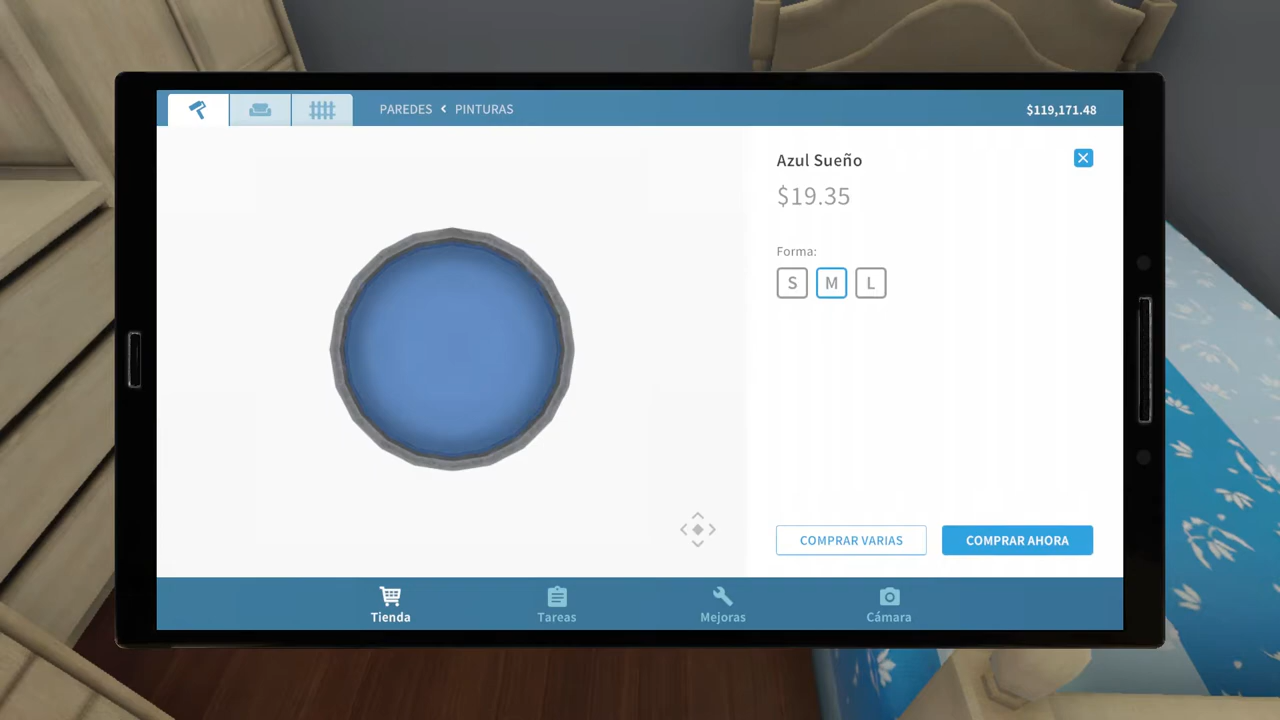 PAREDES < PINTURAS
$119,171.48
Azul Sueño
$19.35
Forma:
S M L
COMPRAR VARIAS
COMPRAR AHORA
Tienda
Tareas
Mejoras
Cámara